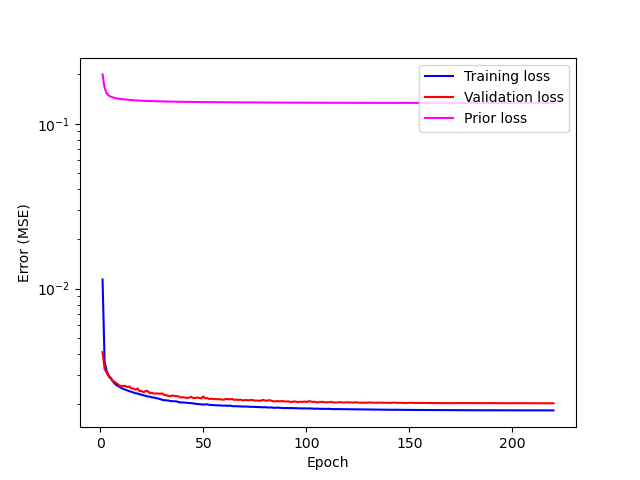 Training loss
Validation loss
Prior loss
10⁻¹
10⁻²
Error (MSE)
0 50 100 150 200
Epoch